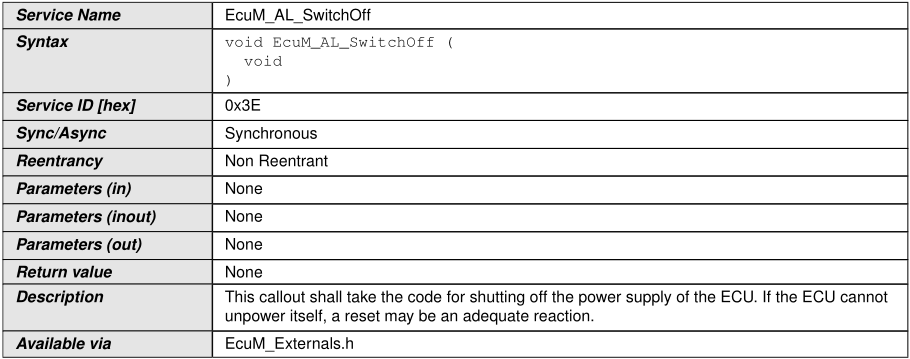 Service Name EcuM_AL_SwitchOff
Syntax void EcuM_AL_SwitchOff (
void
)
Service ID [hex] 0x3E
Sync/Async Synchronous
Reentrancy Non Reentrant
Parameters (in) None
Parameters (inout) None
Parameters (out) None
Return value None
Description This callout shall take the code for shutting off the power supply of the ECU. If the ECU cannot
unpower itself, a reset may be an adequate reaction.
Available via EcuM_Externals.h